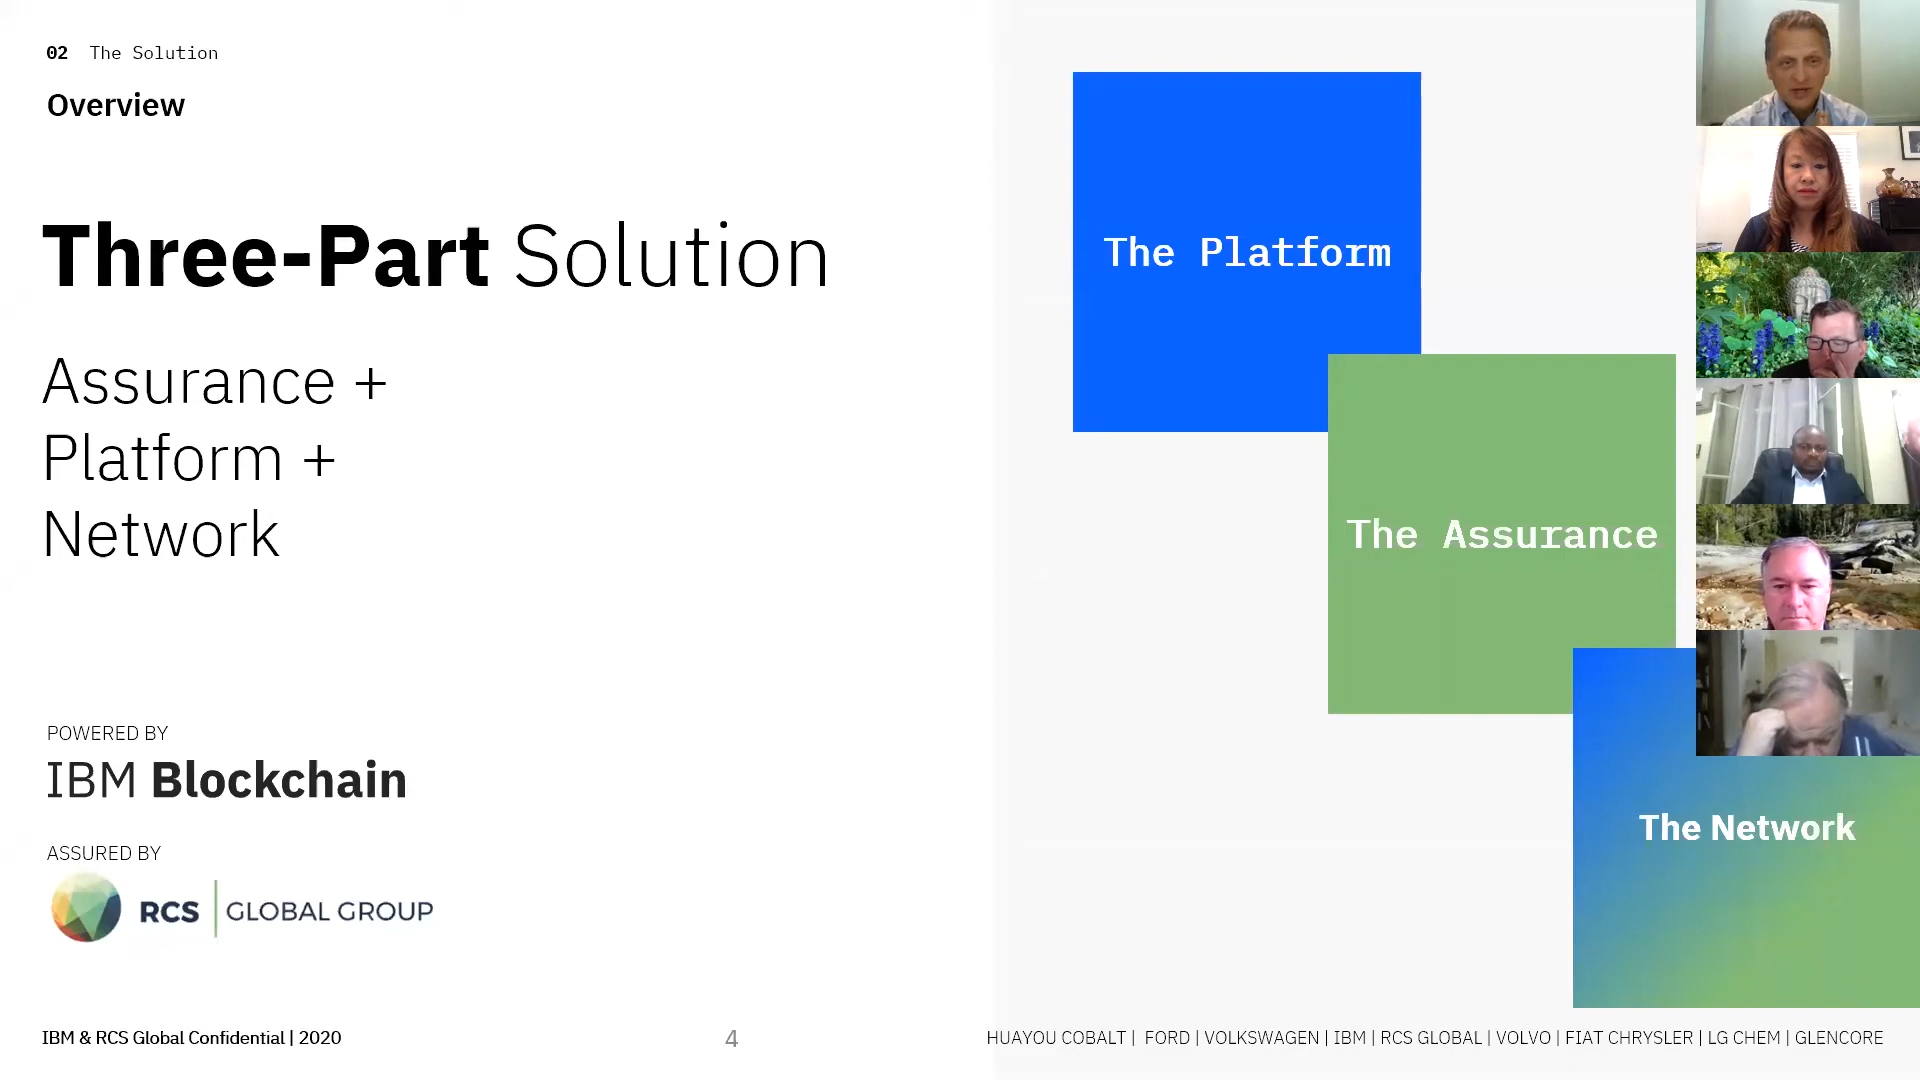 02 The Solution
Overview
Three-Part Solution
Assurance +
Platform +
Network
POWERED BY
IBM Blockchain
ASSURED BY
RCS | GLOBAL GROUP
The Platform
The Assurance
The Network
IBM & RCS Global Confidential | 2020
4
HUAYOU COBALT | FORD | VOLKSWAGEN | IBM | RCS GLOBAL | VOLVO | FIAT CHRYSLER | LG CHEM | GLENCORE